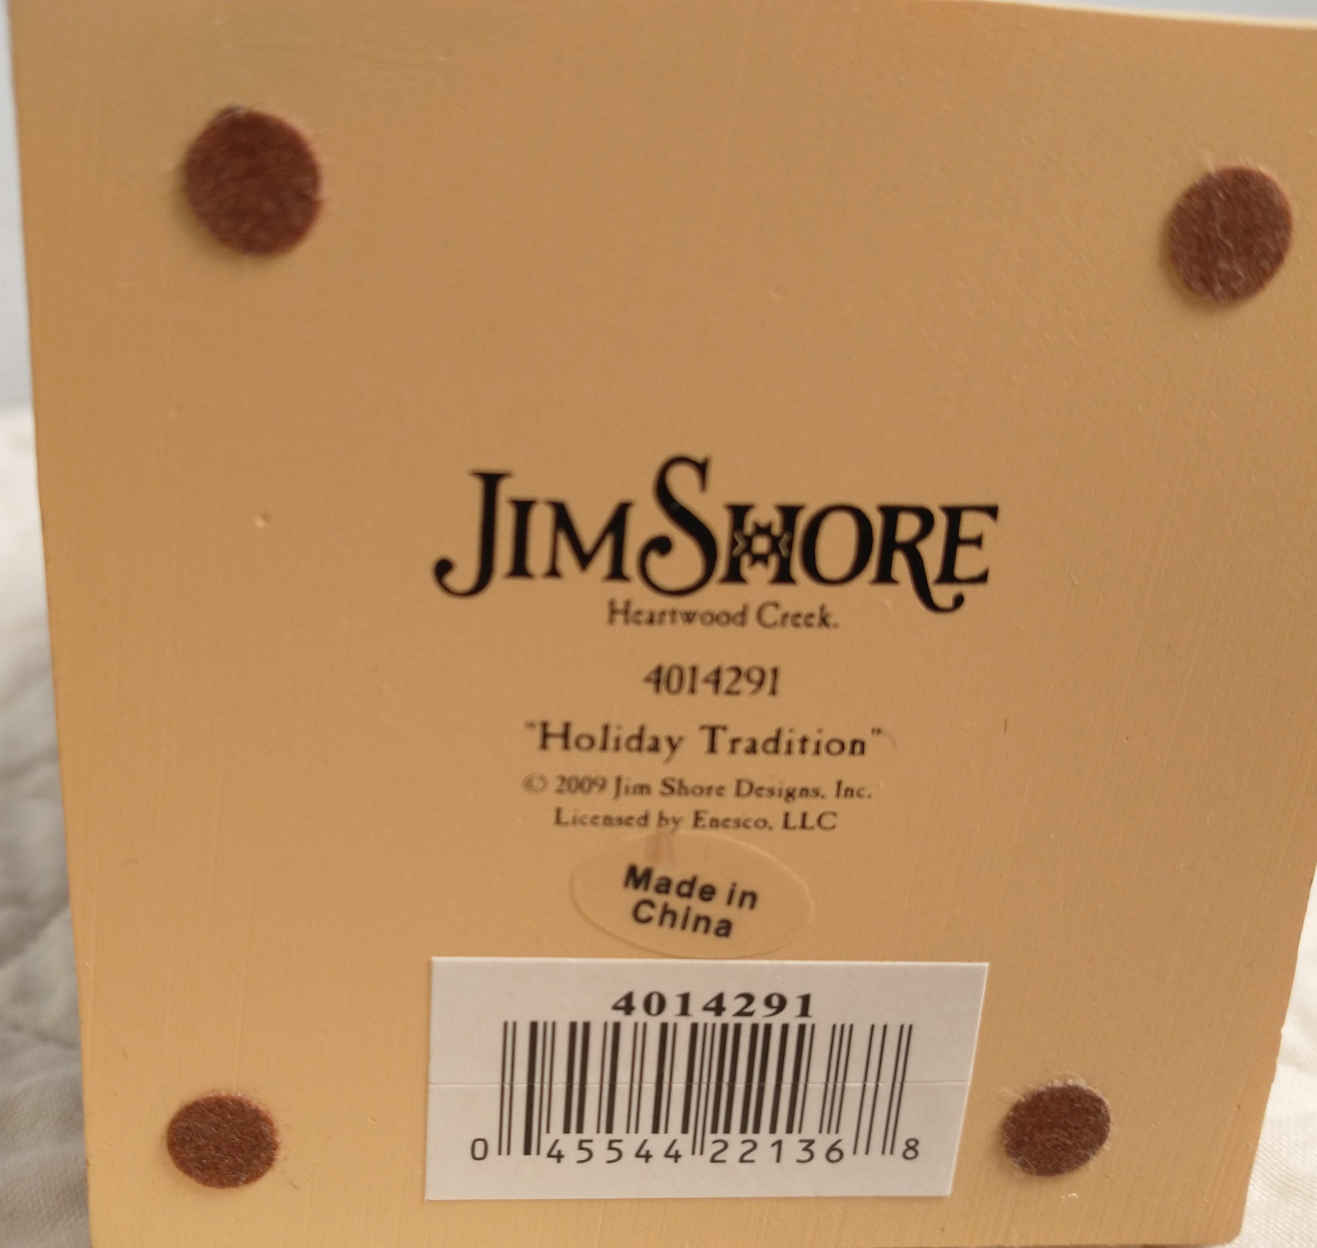 JIM SHORE
Heartwood Creek.
4014291
"Holiday Tradition"
© 2009 Jim Shore Designs, Inc.
Licensed by Enesco, LLC
Made in
China
4014291
0 45544 22136 8